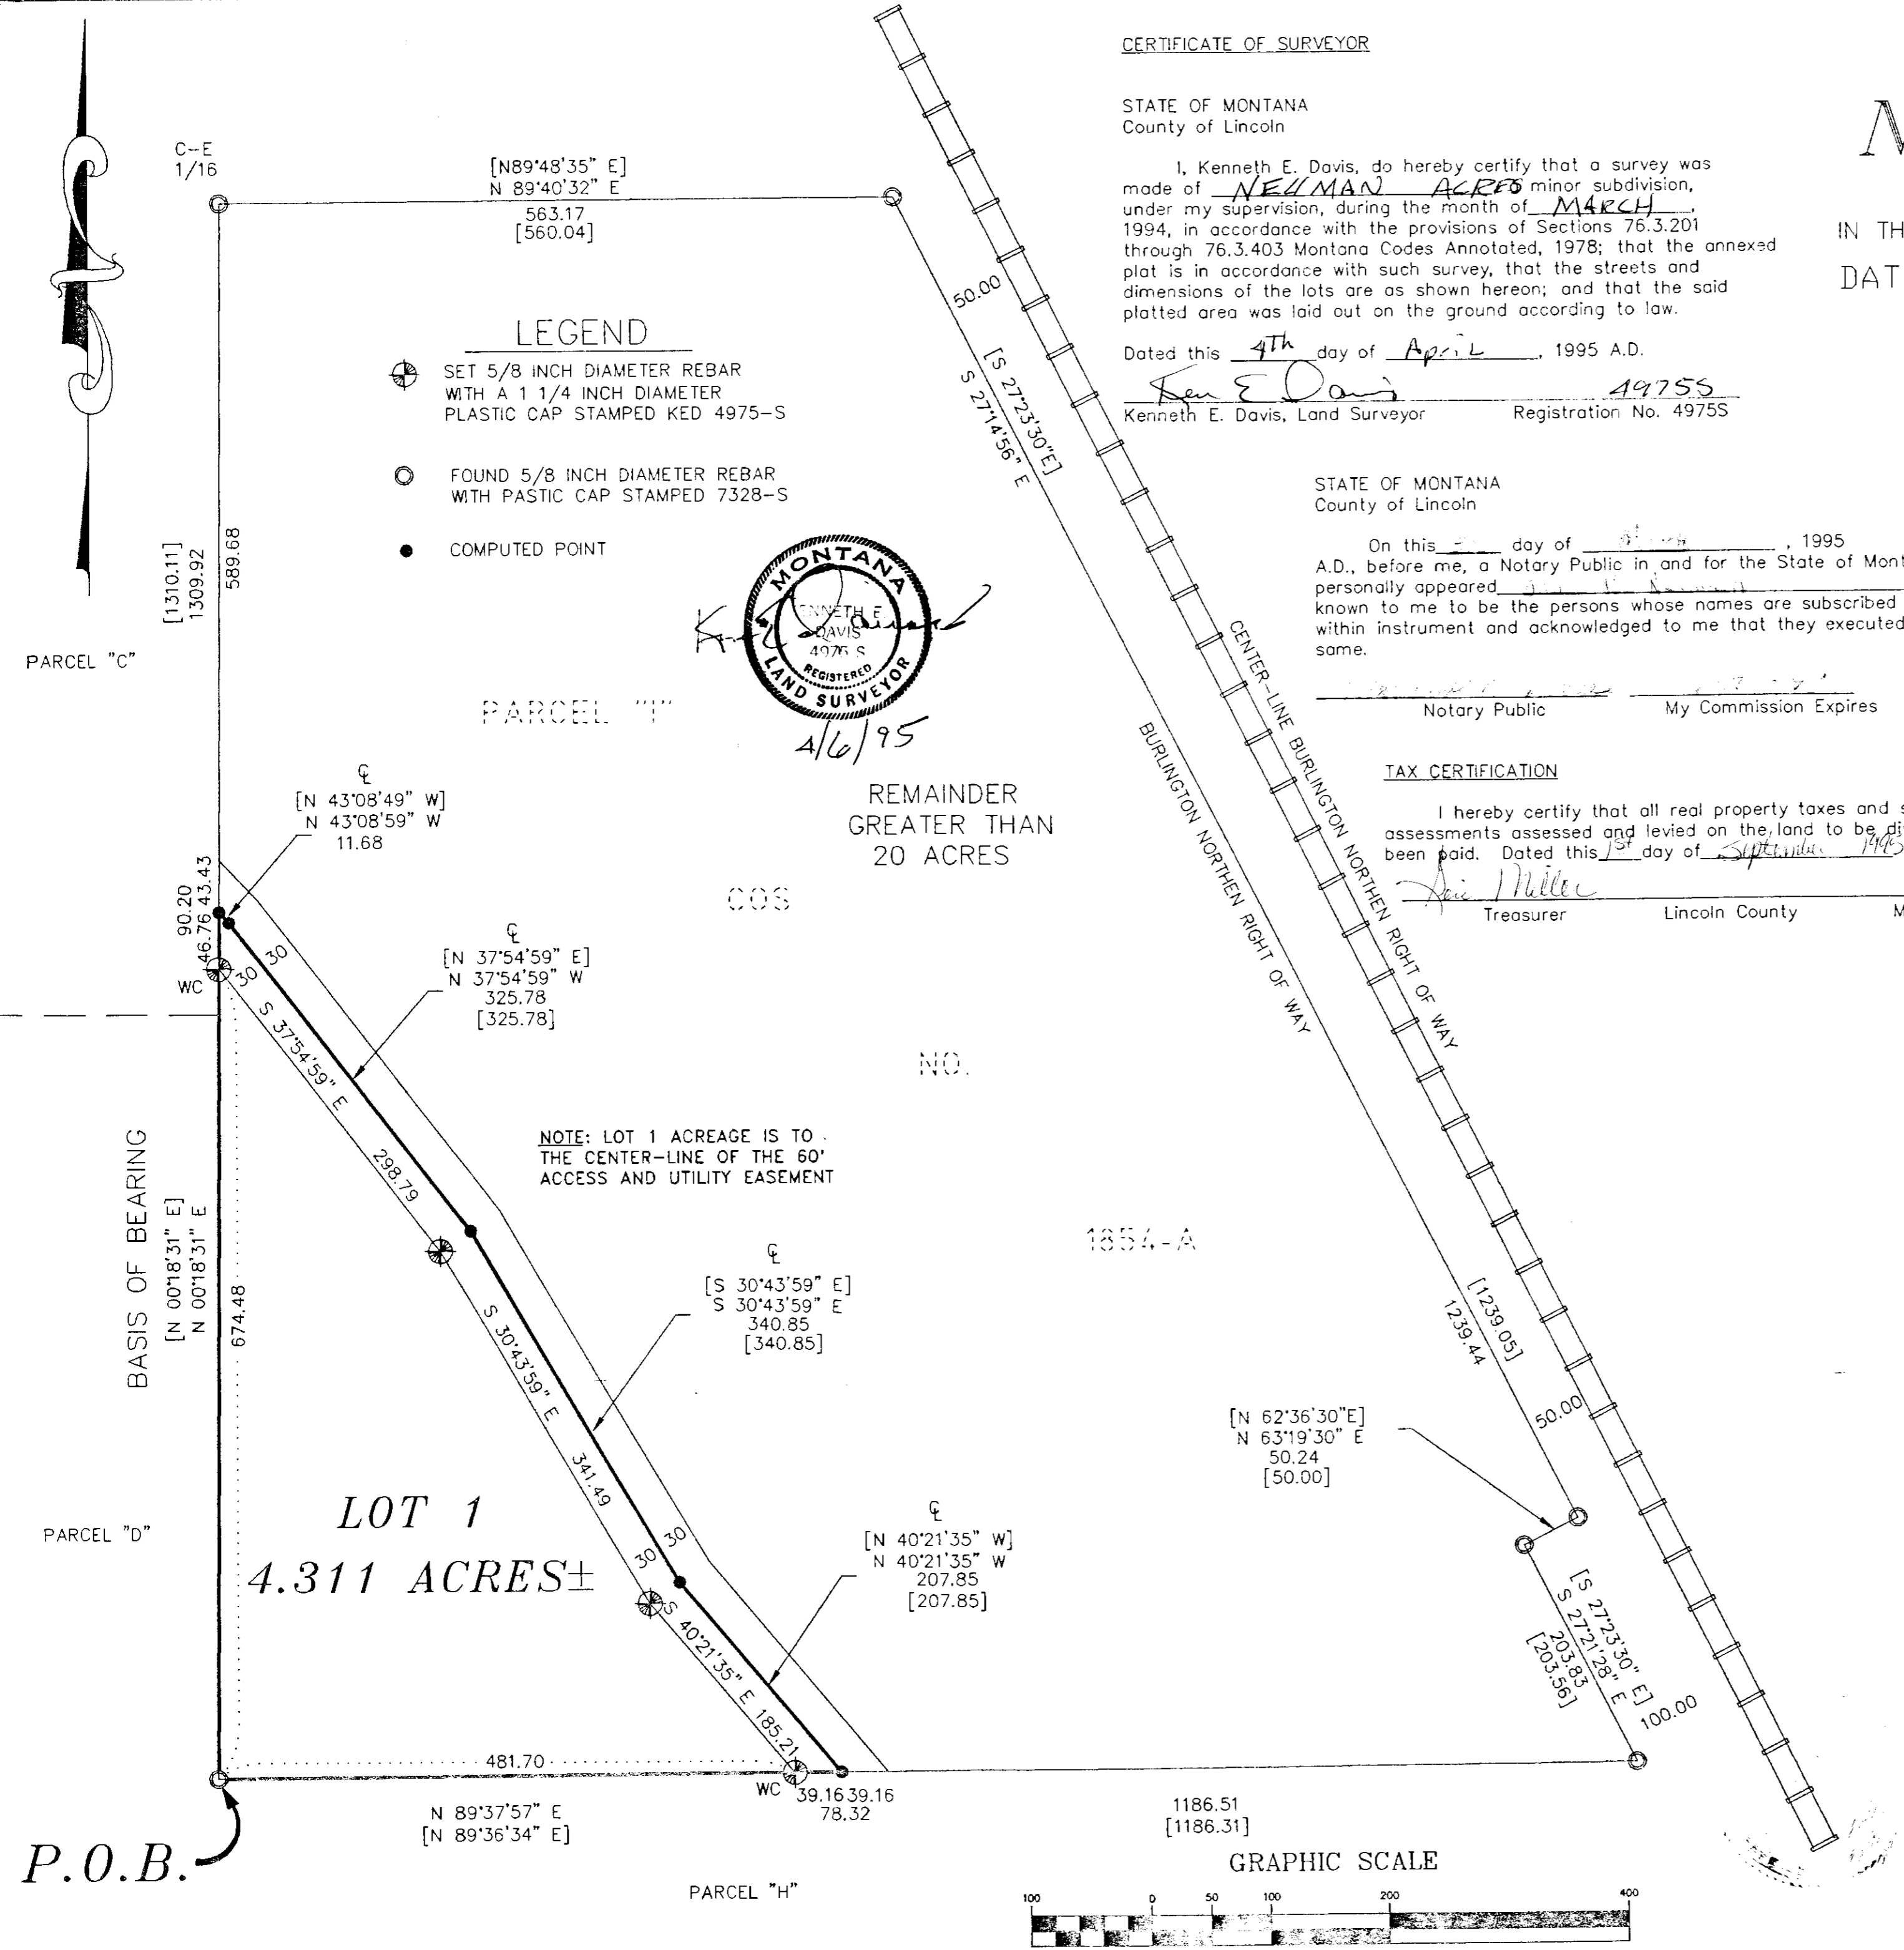 CERTIFICATE OF SURVEYOR
STATE OF MONTANA
County of Lincoln
I, Kenneth E. Davis, do hereby certify that a survey was
made of NEWMAN ACRES minor subdivision,
under my supervision, during the month of MARCH,
1994, in accordance with the provisions of Sections 76.3.201
through 76.3.403 Montana Codes Annotated, 1978; that the annexed
plat is in accordance with such survey, that the streets and
dimensions of the lots are as shown hereon; and that the said
platted area was laid out on the ground according to law.
Dated this 4th day of April, 1995 A.D.
Ken E Davis 4975S
Kenneth E. Davis, Land Surveyor Registration No. 4975S
N
IN TH
DAT
STATE OF MONTANA
County of Lincoln
On this day of , 1995
A.D., before me, a Notary Public in and for the State of Mont
personally appeared
known to me to be the persons whose names are subscribed
within instrument and acknowledged to me that they executed
same.
Notary Public My Commission Expires
TAX CERTIFICATION
I hereby certify that all real property taxes and s
assessments assessed and levied on the land to be di
been paid. Dated this 1st day of September 1995
Miller
Treasurer Lincoln County M
C-E
1/16
[N89°48'35" E]
N 89°40'32" E
563.17
[560.04]
LEGEND
SET 5/8 INCH DIAMETER REBAR
WITH A 1 1/4 INCH DIAMETER
PLASTIC CAP STAMPED KED 4975-S
FOUND 5/8 INCH DIAMETER REBAR
WITH PASTIC CAP STAMPED 7328-S
COMPUTED POINT
50.00
[S 27°23'30"E]
S 27°14'56" E
[1310.11]
1309.92
589.68
PARCEL "C"
MONTANA
KENNETH E
DAVIS
4975 S
REGISTERED
LAND SURVEYOR
4/6/95
PARCEL "I"
REMAINDER
GREATER THAN
20 ACRES
CENTER-LINE BURLINGTON NORTHEN RIGHT OF WAY
BURLINGTON NORTHEN RIGHT OF WAY
℄
[N 43°08'49" W]
N 43°08'59" W
11.68
90.20
46.76 43.43
30 30
WC
COS
℄
[N 37°54'59" E]
N 37°54'59" W
325.78
[325.78]
S 37°54'59" E
298.79
NO.
NOTE: LOT 1 ACREAGE IS TO
THE CENTER-LINE OF THE 60'
ACCESS AND UTILITY EASEMENT
1854-A
BASIS OF BEARING
[N 00°18'31" E]
N 00°18'31" E
674.48
℄
[S 30°43'59" E]
S 30°43'59" E
340.85
[340.85]
S 30°43'59" E
341.49
[1239.05]
1239.44
50.00
[N 62°36'30"E]
N 63°19'30" E
50.24
[50.00]
PARCEL "D"
LOT 1
4.311 ACRES±
30 30
℄
[N 40°21'35" W]
N 40°21'35" W
207.85
[207.85]
S 40°21'35" E 185.21
[S 27°23'30" E]
S 27°21'28" E
203.83
[203.56]
100.00
481.70
WC 39.16 39.16
78.32
N 89°37'57" E
[N 89°36'34" E]
1186.51
[1186.31]
P.O.B.
PARCEL "H"
GRAPHIC SCALE
100 0 50 100 200 400